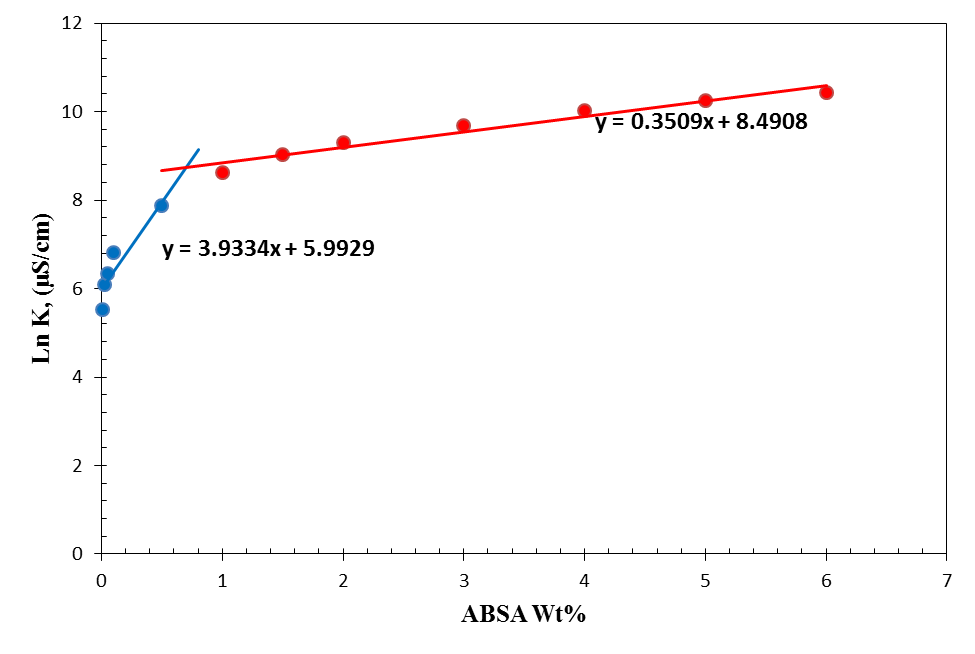 12
10
8
6
4
2
0
Ln K, (µS/cm)
y = 0.3509x + 8.4908
y = 3.9334x + 5.9929
0 1 2 3 4 5 6 7
ABSA Wt%